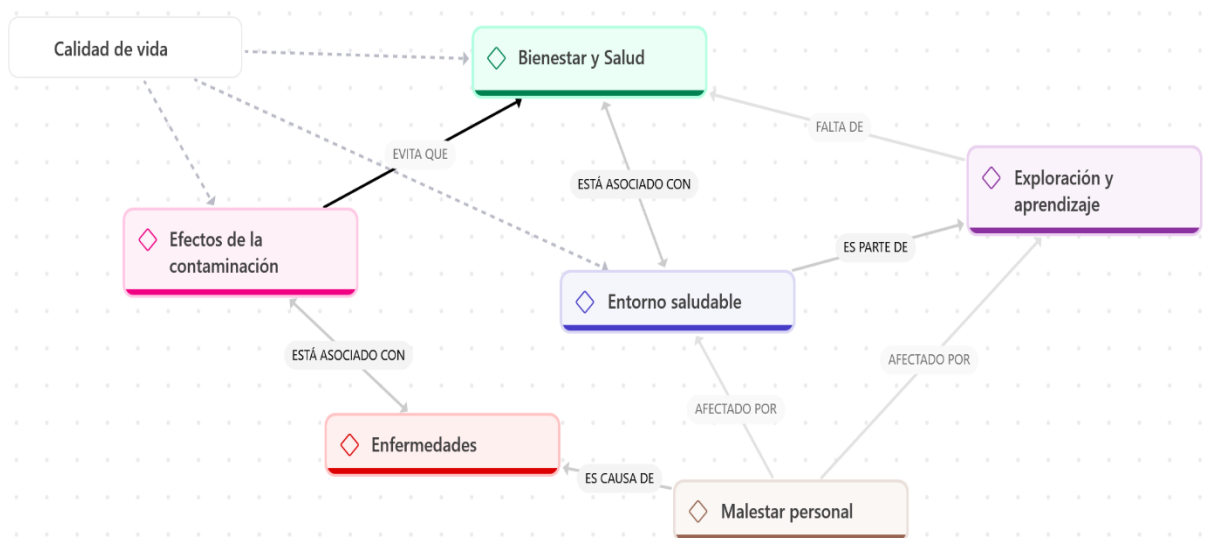 Calidad de vida
Bienestar y Salud
FALTA DE
EVITA QUE
ESTÁ ASOCIADO CON
Exploración y
aprendizaje
Efectos de la
contaminación
ES PARTE DE
Entorno saludable
ESTÁ ASOCIADO CON
AFECTADO POR
AFECTADO POR
Enfermedades
ES CAUSA DE
Malestar personal